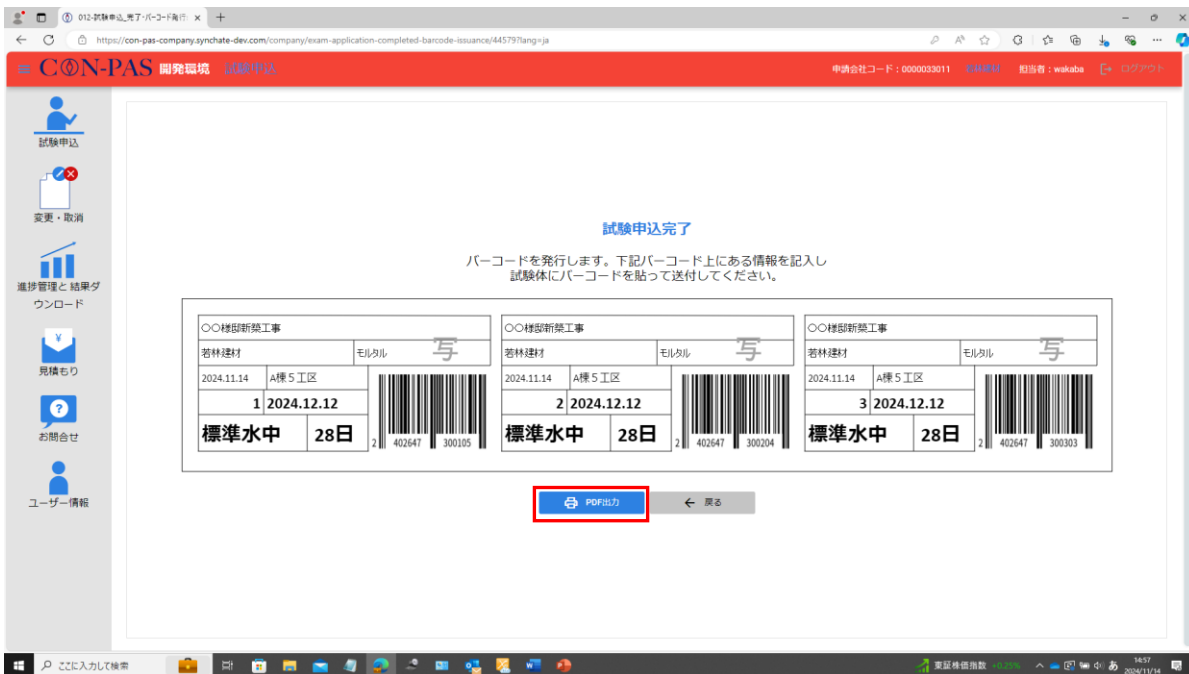 012-試験申込_完了・バーコード発行
https://con-pas-company.synchate-dev.com/company/exam-application-completed-barcode-issuance/44579?lang=ja
CON-PAS 開発環境 試験申込
申請会社コード：0000033011 担当者：wakaba ログアウト
試験申込
変更・取消
進捗管理と 結果ダ
ウンロード
¥
見積もり
?
お問合せ
ユーザー情報
試験申込完了
バーコードを発行します。下記バーコード上にある情報を記入し
試験体にバーコードを貼って送付してください。
〇〇様邸新築工事
若林建材 モルタル 写
2024.11.14 A棟５工区
1 2024.12.12
標準水中 28日
2 402647 300105
〇〇様邸新築工事
若林建材 モルタル 写
2024.11.14 A棟５工区
2 2024.12.12
標準水中 28日
2 402647 300204
〇〇様邸新築工事
若林建材 モルタル 写
2024.11.14 A棟５工区
3 2024.12.12
標準水中 28日
2 402647 300303
PDF出力 戻る
ここに入力して検索
東証株価指数 +0.25%
あ
14:57
2024/11/14